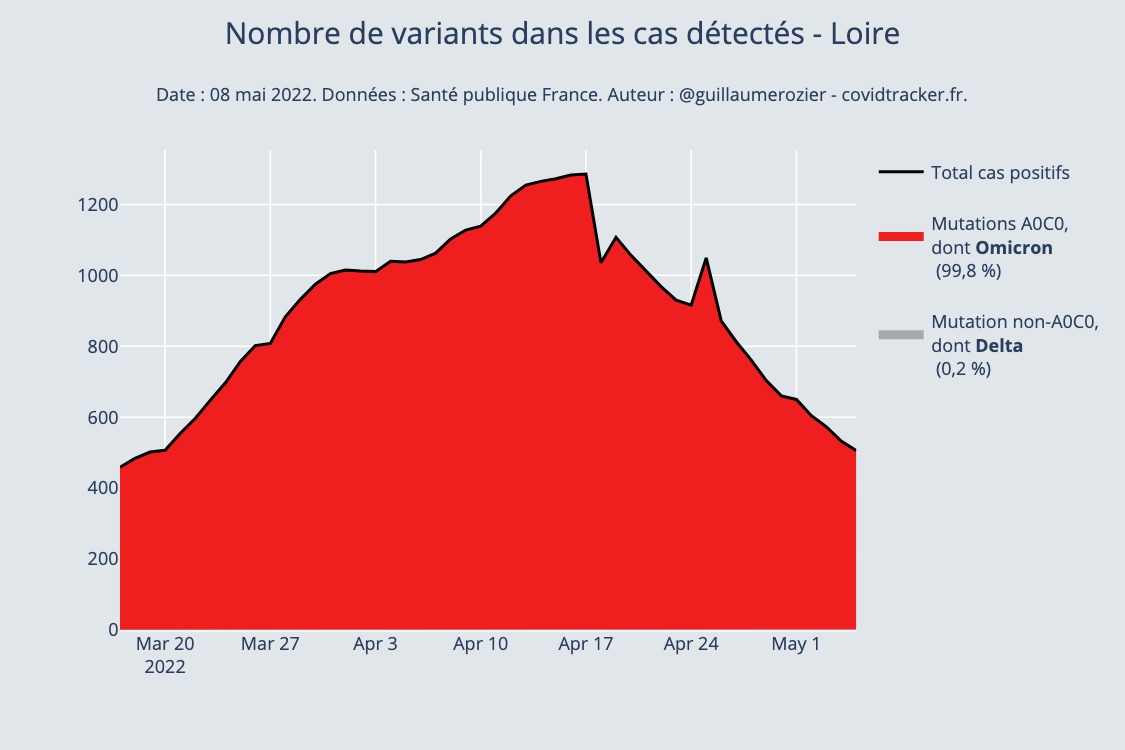 Nombre de variants dans les cas détectés - Loire
Date : 08 mai 2022. Données : Santé publique France. Auteur : @guillaumerozier - covidtracker.fr.
Total cas positifs
Mutations A0C0,
dont Omicron
(99,8 %)
Mutation non-A0C0,
dont Delta
(0,2 %)
1200
1000
800
600
400
200
0
Mar 20
2022
Mar 27
Apr 3
Apr 10
Apr 17
Apr 24
May 1